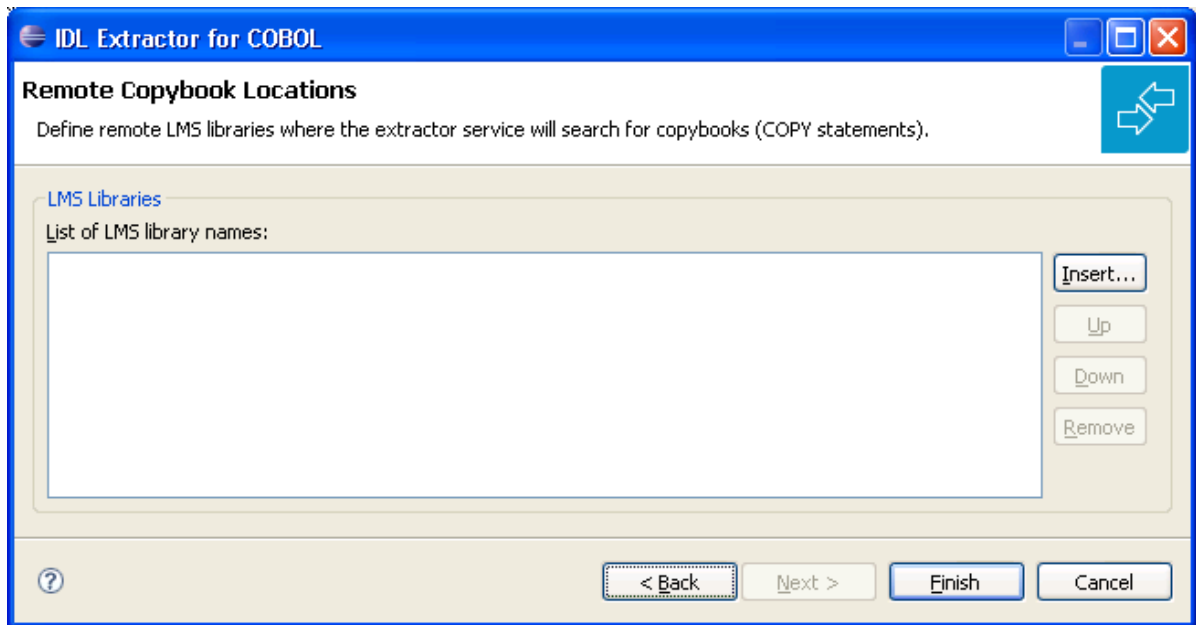 IDL Extractor for COBOL
Remote Copybook Locations
Define remote LMS libraries where the extractor service will search for copybooks (COPY statements).
LMS Libraries
List of LMS library names:
Insert...
Up
Down
Remove
?
< Back Next > Finish Cancel